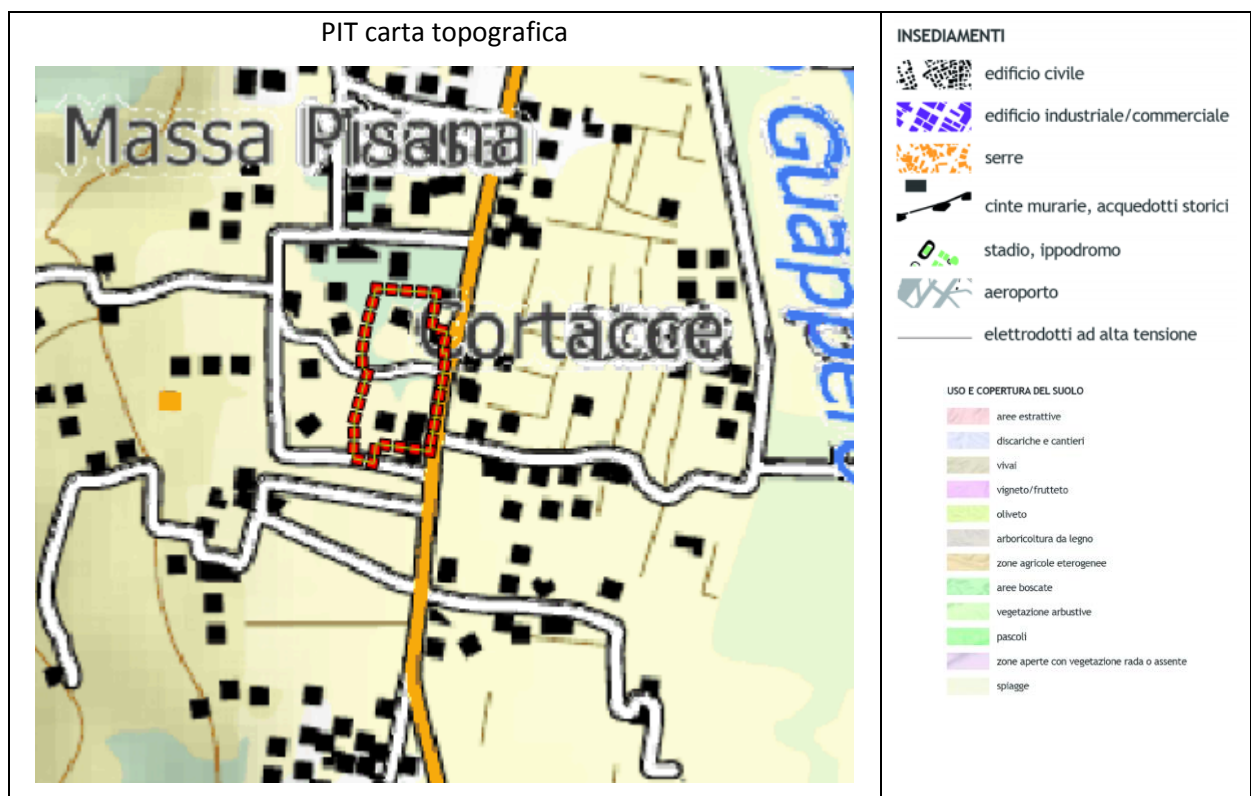 PIT carta topografica
Massa Pisana
Cortacce
INSEDIAMENTI
edificio civile
edificio industriale/commerciale
serre
cinte murarie, acquedotti storici
stadio, ippodromo
aeroporto
elettrodotti ad alta tensione
USO E COPERTURA DEL SUOLO
aree estrattive
discariche e cantieri
vivai
vigneto/frutteto
oliveto
arboricoltura da legno
zone agricole eterogenee
aree boscate
vegetazione arbustive
pascoli
zone aperte con vegetazione rada o assente
spiagge